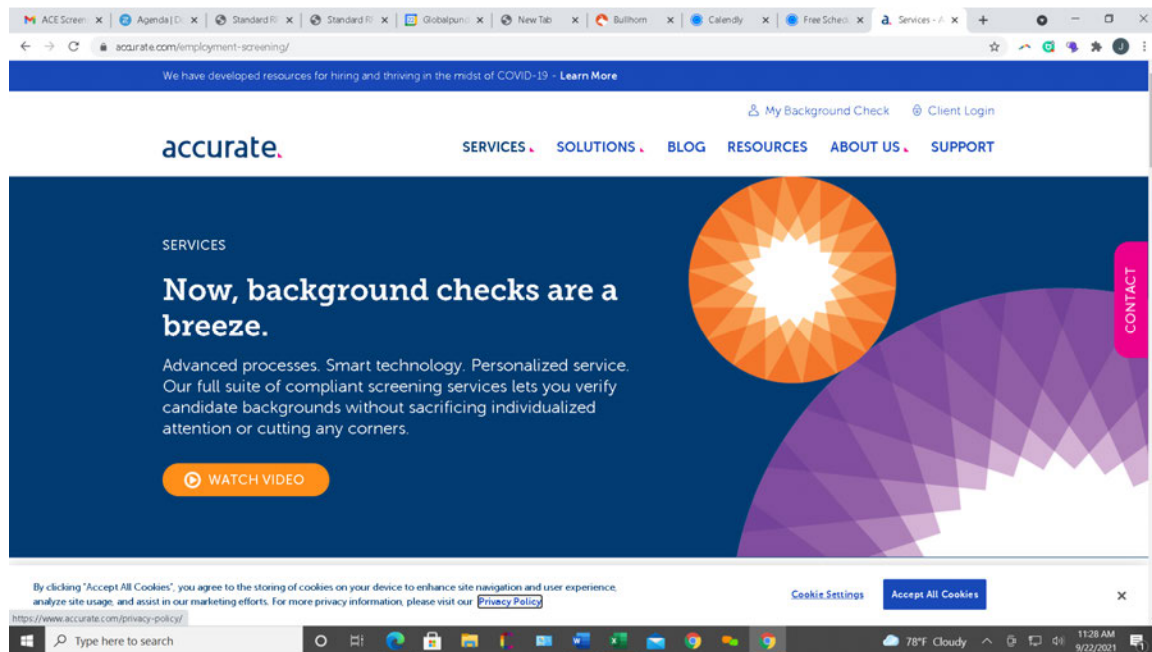 ACE Screen
Agenda | D
Standard R
Standard R
Globalpun
New Tab
Bullhorn
Calendly
Free Sched
Services - A
accurate.com/employment-screening/
J
We have developed resources for hiring and thriving in the midst of COVID-19 - Learn More
My Background Check
Client Login
accurate.
SERVICES
SOLUTIONS
BLOG
RESOURCES
ABOUT US
SUPPORT
SERVICES
Now, background checks are a
breeze.
Advanced processes. Smart technology. Personalized service.
Our full suite of compliant screening services lets you verify
candidate backgrounds without sacrificing individualized
attention or cutting any corners.
WATCH VIDEO
CONTACT
By clicking "Accept All Cookies", you agree to the storing of cookies on your device to enhance site navigation and user experience,
analyze site usage, and assist in our marketing efforts. For more privacy information, please visit our Privacy Policy
Cookie Settings
Accept All Cookies
https://www.accurate.com/privacy-policy/
Type here to search
78°F Cloudy
11:28 AM
9/22/2021